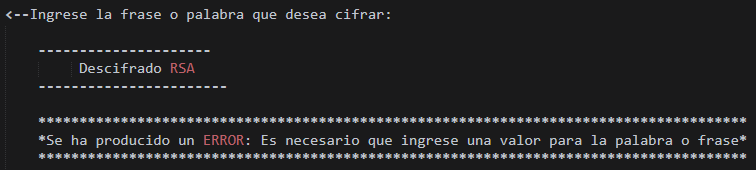 <--Ingrese la frase o palabra que desea cifrar:
---------------------
Descifrado RSA
-----------------------
**************************************************************************************
*Se ha producido un ERROR: Es necesario que ingrese una valor para la palabra o frase*
**************************************************************************************